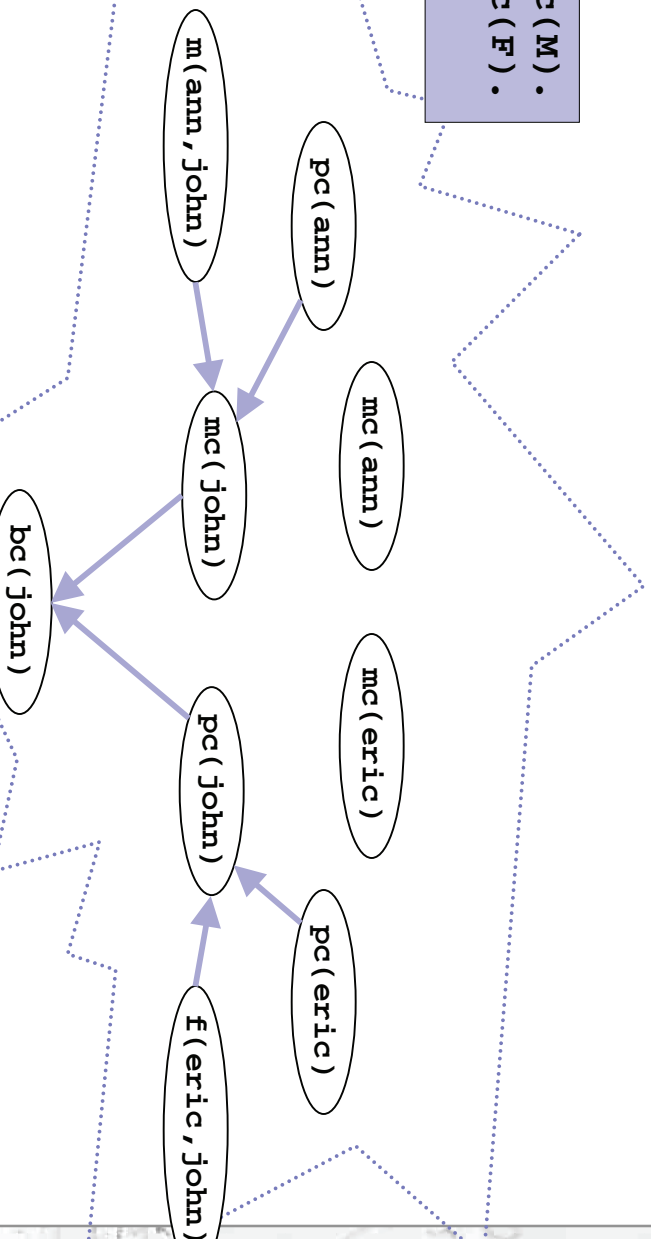 c(M).
c(F).
mc(ann)
mc(eric)
pc(ann)
pc(eric)
m(ann,john)
mc(john)
pc(john)
f(eric,john)
bc(john)